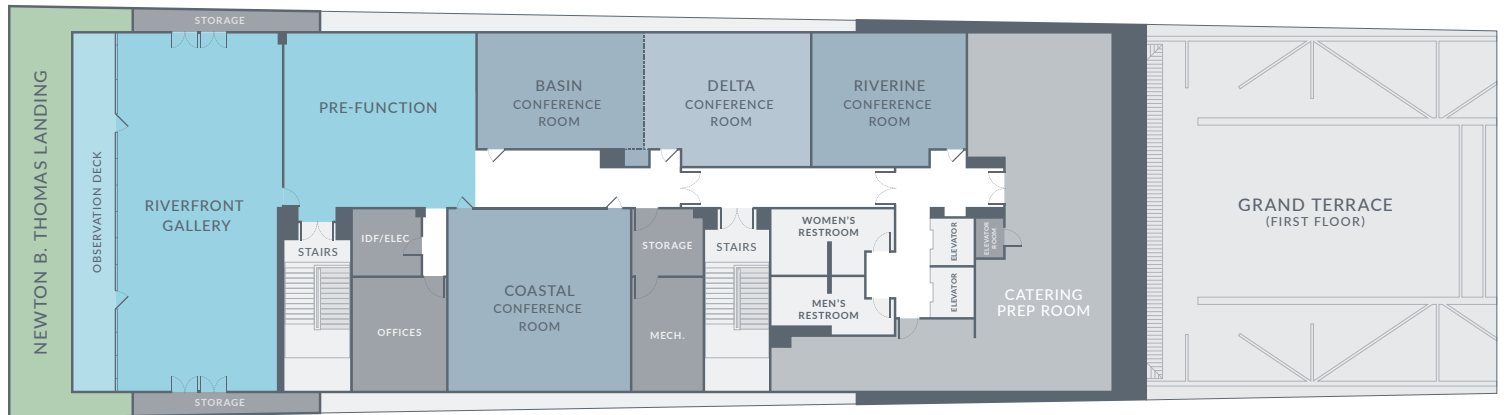 STORAGE
NEWTON B. THOMAS LANDING
OBSERVATION DECK
RIVERFRONT
GALLERY
PRE-FUNCTION
BASIN
CONFERENCE
ROOM
DELTA
CONFERENCE
ROOM
RIVERINE
CONFERENCE
ROOM
STAIRS
IDF/ELEC
OFFICES
COASTAL
CONFERENCE
ROOM
STORAGE
MECH.
STAIRS
WOMEN'S
RESTROOM
MEN'S
RESTROOM
ELEVATOR
ELEVATOR
ELEVATOR
ROOM
CATERING
PREP ROOM
GRAND TERRACE
(FIRST FLOOR)
STORAGE